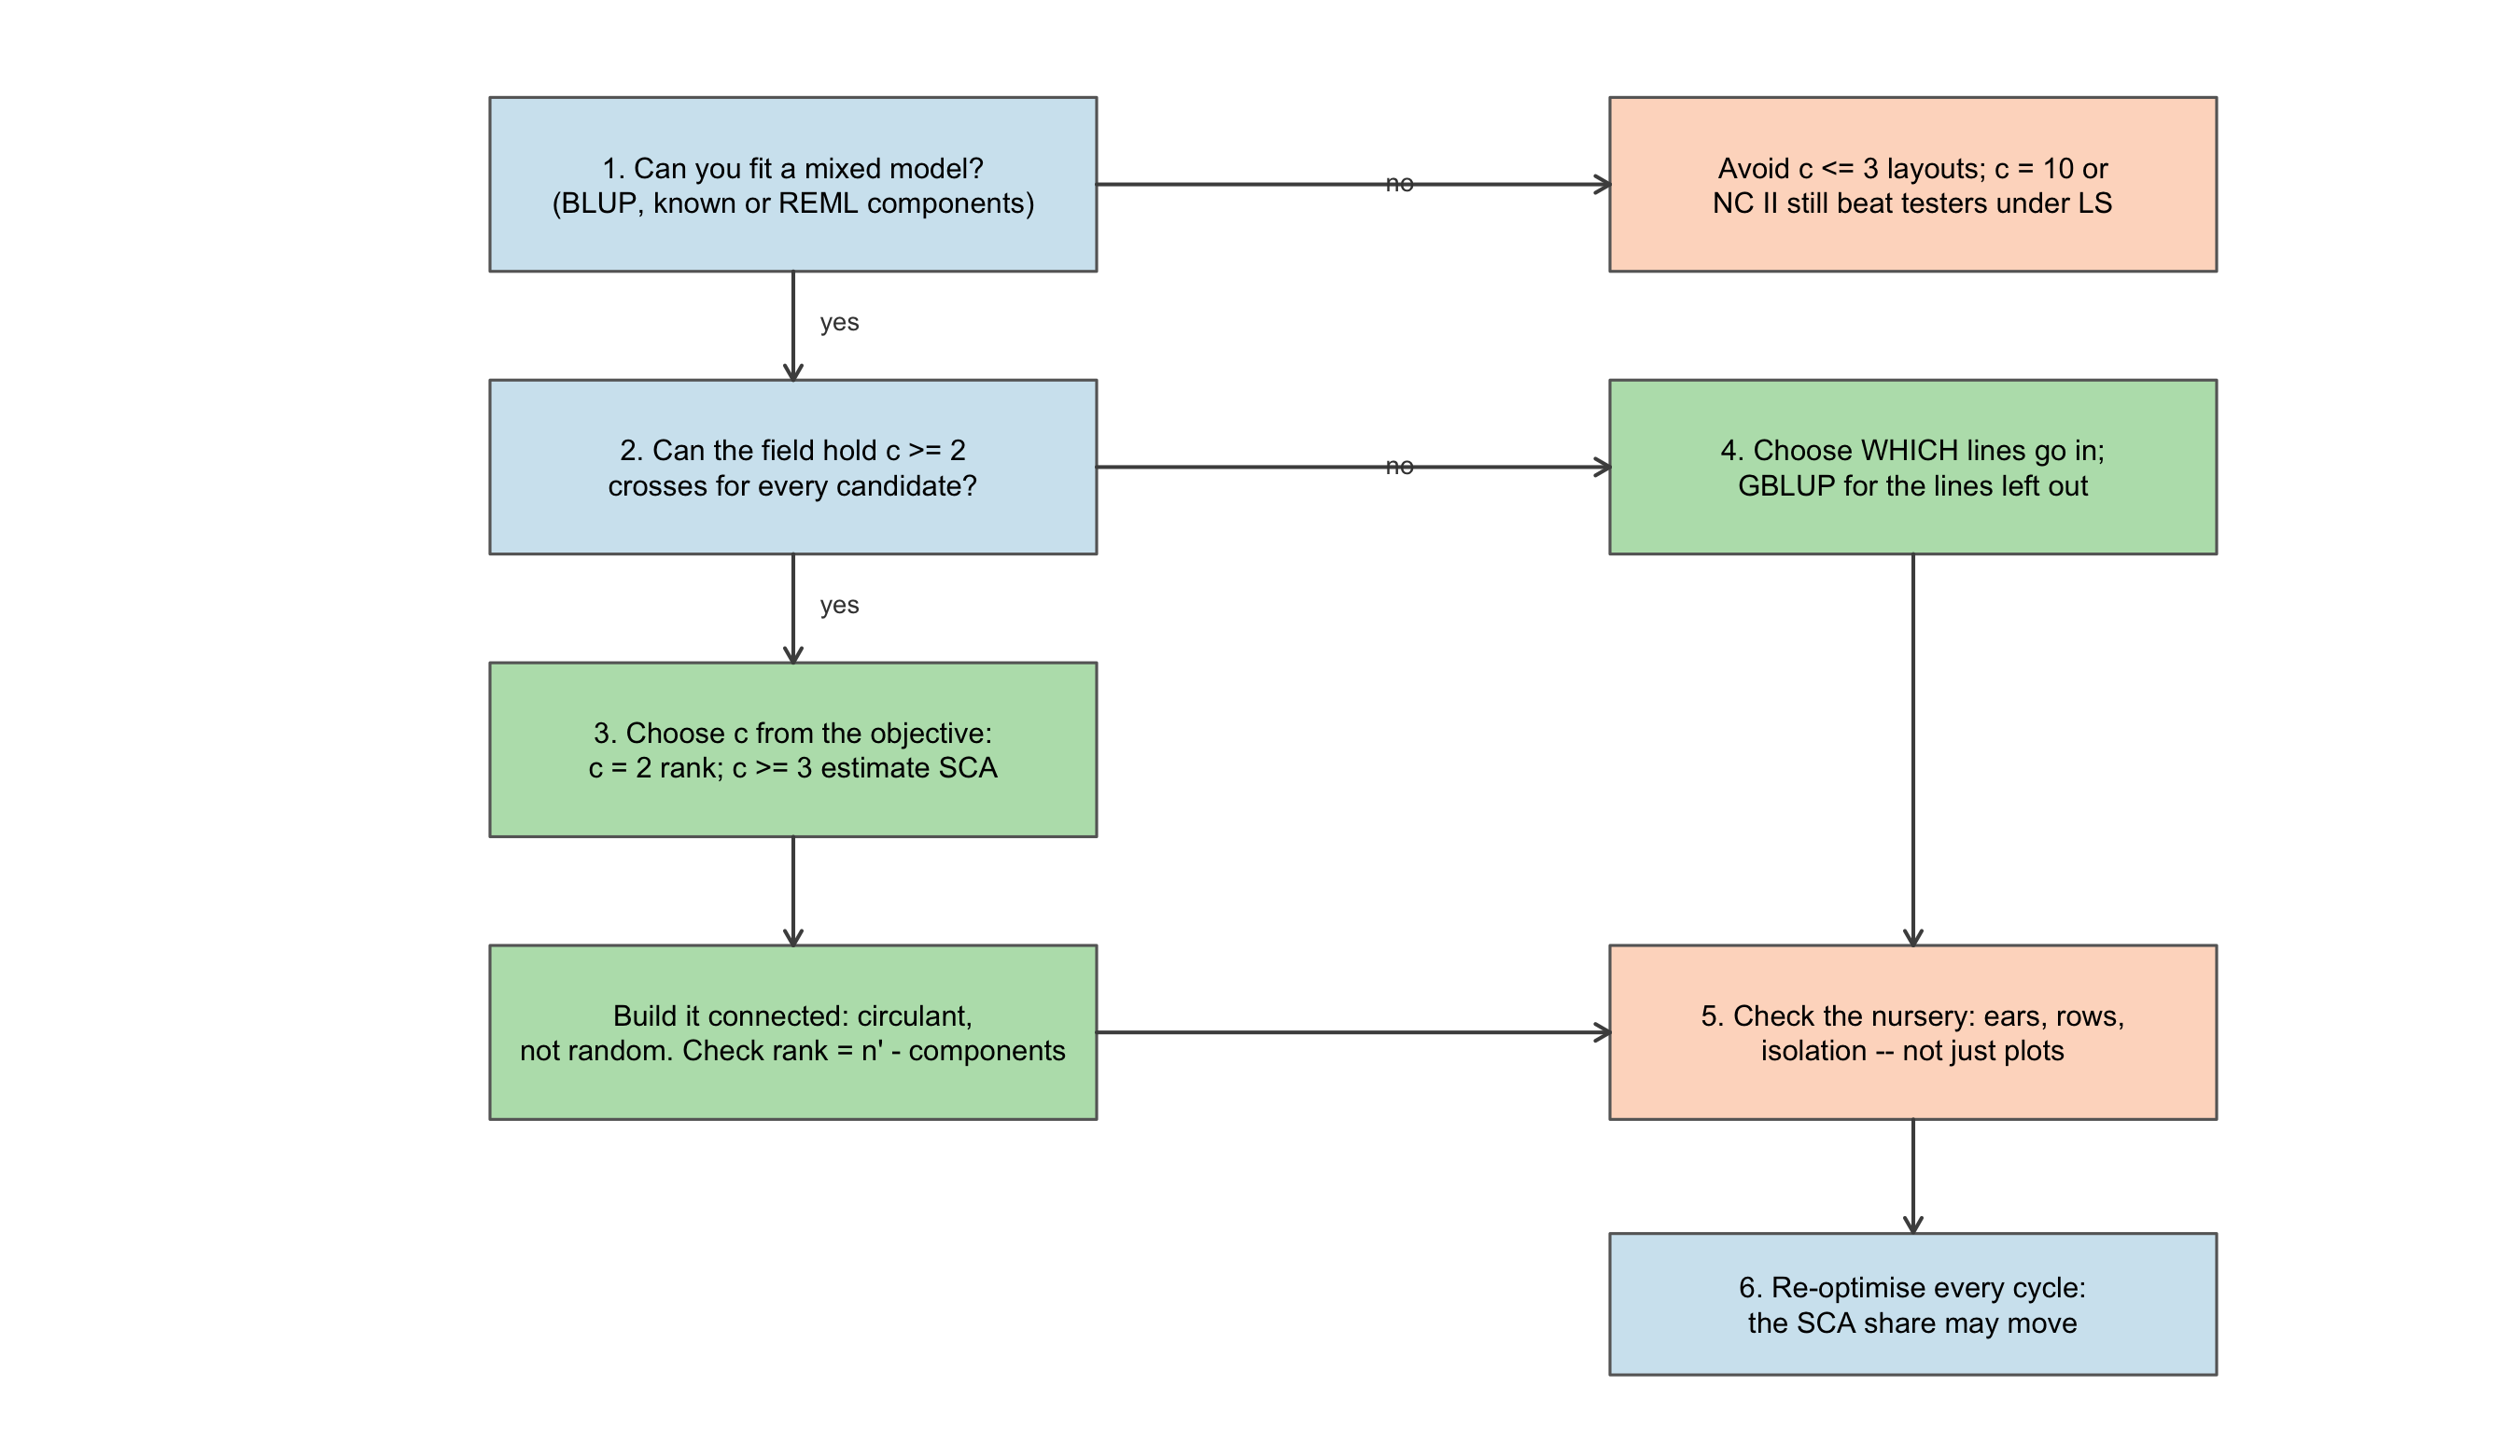 1. Can you fit a mixed model?
(BLUP, known or REML components)
no
Avoid c <= 3 layouts; c = 10 or
NC II still beat testers under LS
yes
2. Can the field hold c >= 2
crosses for every candidate?
no
4. Choose WHICH lines go in;
GBLUP for the lines left out
yes
3. Choose c from the objective:
c = 2 rank; c >= 3 estimate SCA
Build it connected: circulant,
not random. Check rank = n' - components
5. Check the nursery: ears, rows,
isolation -- not just plots
6. Re-optimise every cycle:
the SCA share may move